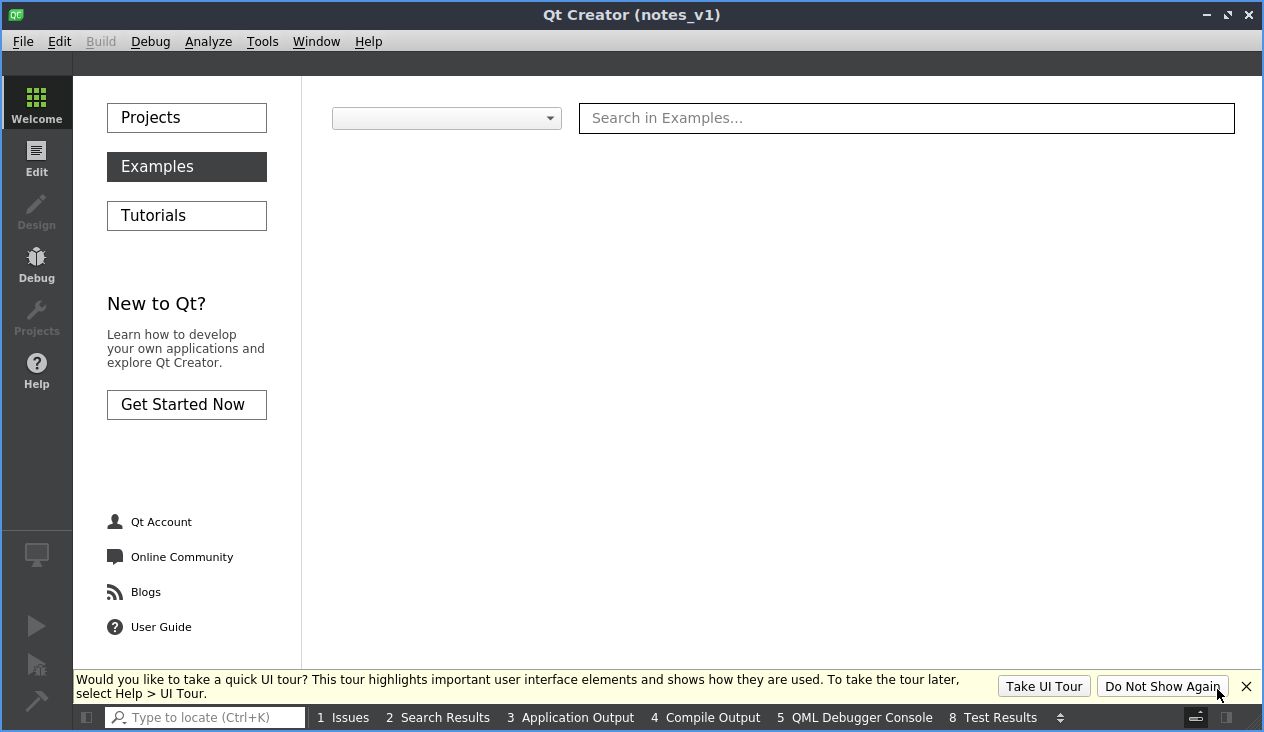 Qt Creator (notes_v1)
File Edit Build Debug Analyze Tools Window Help
Welcome
Edit
Design
Debug
Projects
Help
Projects
Examples
Tutorials
New to Qt?
Learn how to develop
your own applications and
explore Qt Creator.
Get Started Now
Qt Account
Online Community
Blogs
User Guide
Search in Examples...
Would you like to take a quick UI tour? This tour highlights important user interface elements and shows how they are used. To take the tour later,
select Help > UI Tour.
Take UI Tour
Do Not Show Again
Type to locate (Ctrl+K)
1 Issues 2 Search Results 3 Application Output 4 Compile Output 5 QML Debugger Console 8 Test Results